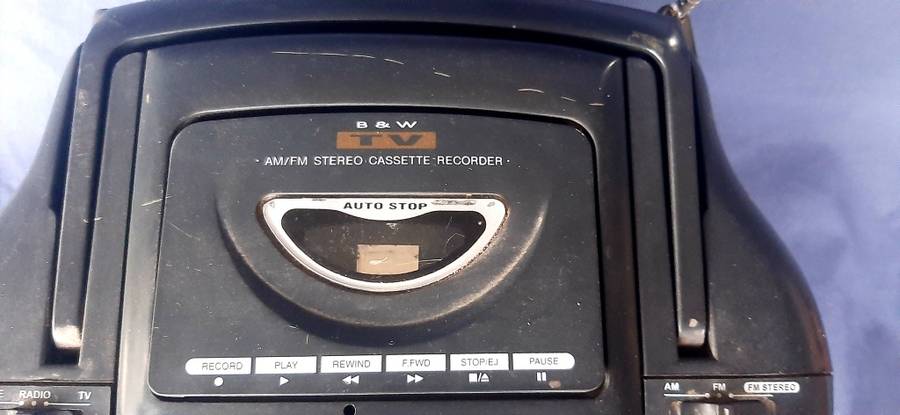 B & W
TV
· AM/FM STEREO CASSETTE RECORDER ·
AUTO STOP
RECORD PLAY REWIND F.FWD STOP/EJ PAUSE
RADIO TV
AM FM FM STEREO